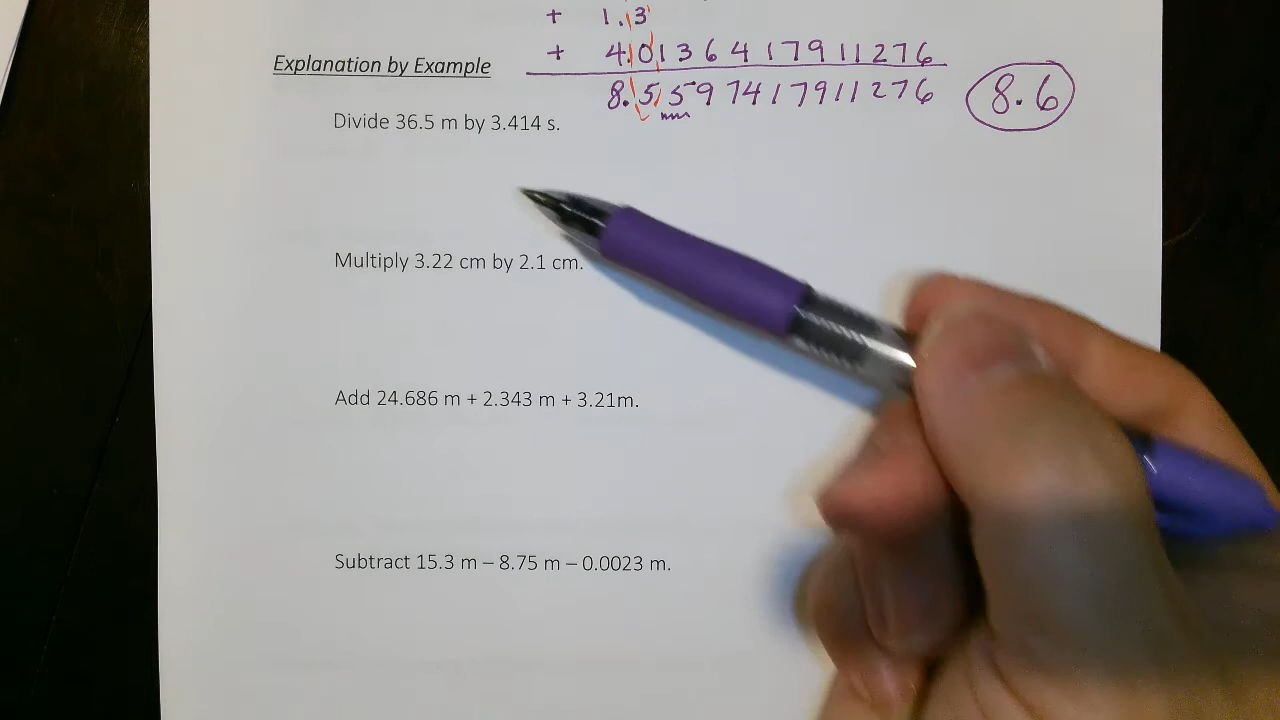 + 1.3
+ 4.0136417911276
8.5597417911276
8.6
Explanation by Example
Divide 36.5 m by 3.414 s.
Multiply 3.22 cm by 2.1 cm.
Add 24.686 m + 2.343 m + 3.21m.
Subtract 15.3 m – 8.75 m – 0.0023 m.